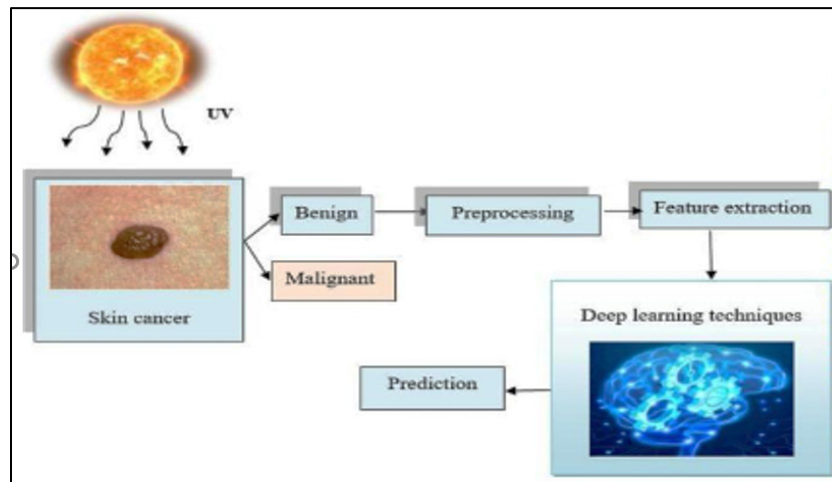 UV
Skin cancer
Benign
Malignant
Preprocessing
Feature extraction
Deep learning techniques
Prediction